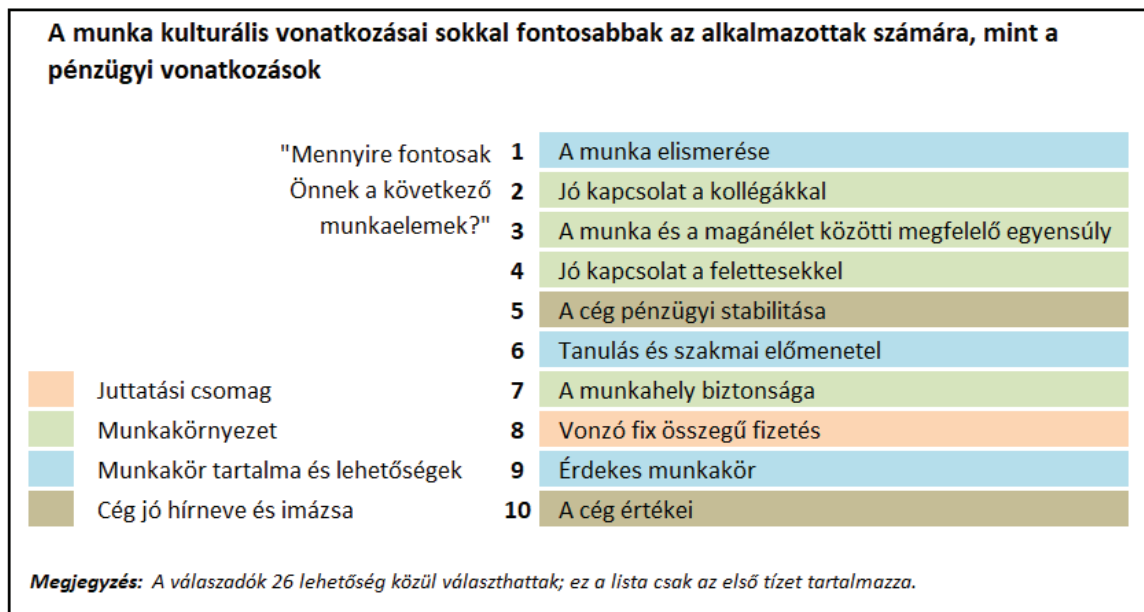 A munka kulturális vonatkozásai sokkal fontosabbak az alkalmazottak számára, mint a
pénzügyi vonatkozások
"Mennyire fontosak
Önnek a következő
munkaelemek?"
1 A munka elismerése
2 Jó kapcsolat a kollégákkal
3 A munka és a magánélet közötti megfelelő egyensúly
4 Jó kapcsolat a felettesekkel
5 A cég pénzügyi stabilitása
6 Tanulás és szakmai előmenetel
7 A munkahely biztonsága
8 Vonzó fix összegű fizetés
9 Érdekes munkakör
10 A cég értékei
Juttatási csomag
Munkakörnyezet
Munkakör tartalma és lehetőségek
Cég jó hírneve és imázsa
Megjegyzés: A válaszadók 26 lehetőség közül választhattak; ez a lista csak az első tízet tartalmazza.